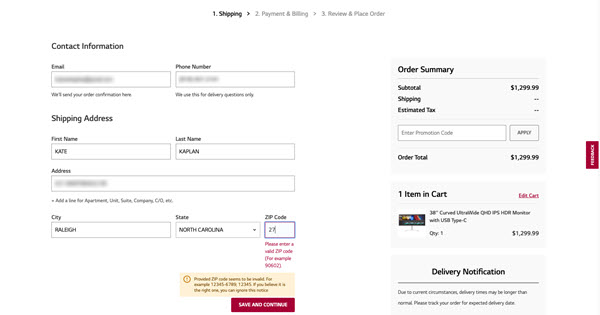 1. Shipping > 2. Payment & Billing > 3. Review & Place Order
Contact Information
Email
Phone Number
We'll send your order confirmation here
We use this for delivery questions only
Shipping Address
First Name
Last Name
KATE
KAPLAN
Address
+ Add a line for Apartment, Unit, Suite, Company, C/O, etc.
City
State
ZIP Code
RALEIGH
NORTH CAROLINA
27
Please enter a
valid ZIP code
(For example
90602).
Provided ZIP code seems to be invalid. For
example 12345-6789; 12345. If you believe it is
the right one, you can ignore this notice
SAVE AND CONTINUE
Order Summary
Subtotal $1,299.99
Shipping --
Estimated Tax --
Enter Promotion Code APPLY
Order Total $1,299.99
1 Item in Cart Edit Cart
38" Curved UltraWide QHD IPS HDR Monitor
with USB Type-C
Qty: 1 $1,299.99
Delivery Notification
Due to current circumstances, delivery times may be longer than
normal. Please track your order for expected delivery date.
FEEDBACK